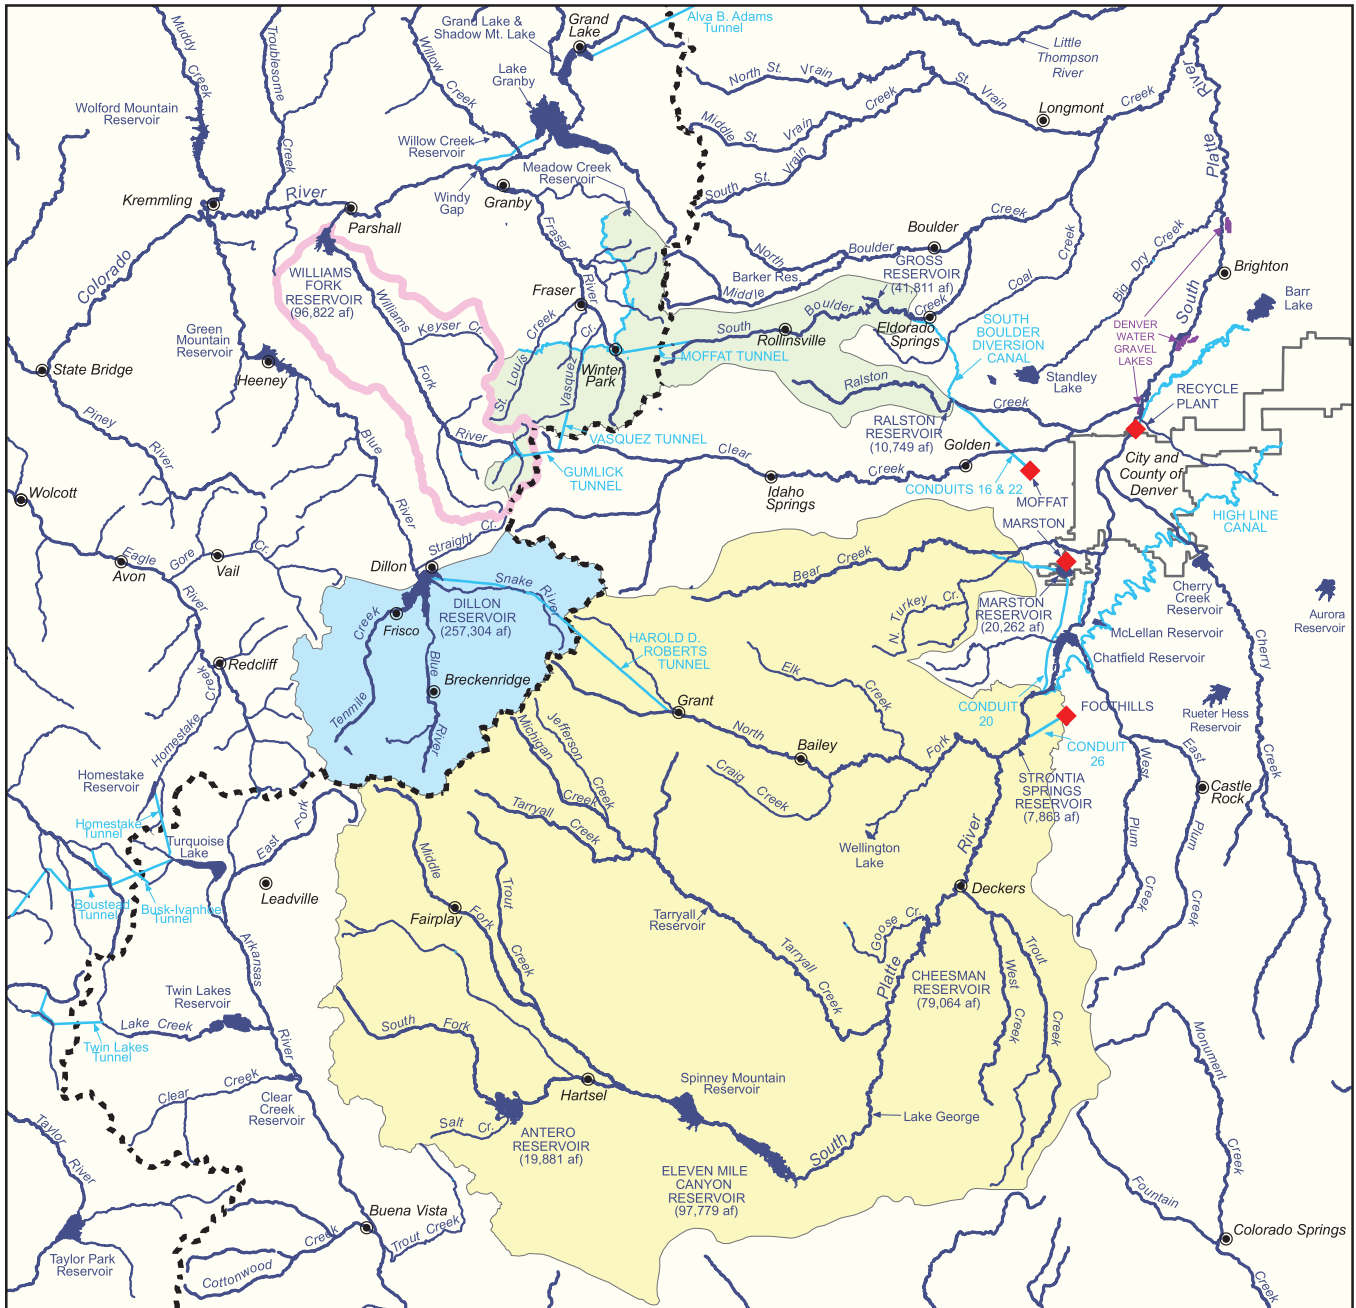 Muddy
Creek
Troublesome
Creek
Willow
Creek
Grand Lake &
Shadow Mt. Lake
Grand
Lake
Alva B. Adams
Tunnel
Little
Thompson
River
Lake
Granby
North St. Vrain
St.
Vrain
Creek
Longmont
River
Platte
South
Wolford Mountain
Reservoir
Willow Creek
Reservoir
Middle St. Vrain Creek
South St. Vrain
Meadow Creek
Reservoir
Windy
Gap
Granby
Kremmling
River
Parshall
Colorado
Fraser
River
Fraser
North
Boulder
Creek
Boulder
Barker Res.
Middle
Boulder
GROSS
RESERVOIR
(41,811 af)
Coal
Creek
Big Dry Creek
Brighton
Barr
Lake
WILLIAMS
FORK
RESERVOIR
(96,822 af)
Williams
Fork
River
Keyser Cr.
St. Louis Creek
Vasquez Cr.
Winter
Park
South
Rollinsville
MOFFAT TUNNEL
Eldorado
Springs
Creek
SOUTH
BOULDER
DIVERSION
CANAL
DENVER
WATER
GRAVEL
LAKES
Standley
Lake
RECYCLE
PLANT
Green
Mountain
Reservoir
Heeney
State Bridge
Piney
River
Blue
River
Ralston
Creek
RALSTON
RESERVOIR
(10,749 af)
VASQUEZ TUNNEL
GUMLICK
TUNNEL
Clear
Creek
Idaho
Springs
Golden
CONDUITS 16 & 22
MOFFAT
City and
County of
Denver
HIGH LINE
CANAL
Wolcott
Eagle
River
Avon
Gore
Cr.
Vail
Straight Cr.
Dillon
Snake River
DILLON
RESERVOIR
(257,304 af)
Frisco
Tenmile
Creek
Blue
River
Breckenridge
HAROLD D.
ROBERTS
TUNNEL
Bear Creek
MARSTON
MARSTON
RESERVOIR
(20,262 af)
N. Turkey Cr.
Cherry
Creek
Reservoir
Aurora
Reservoir
McLellan Reservoir
Chatfield Reservoir
Cherry
Creek
Redcliff
Homestake
Creek
Homestake
Reservoir
Homestake
Tunnel
Elk
Creek
Grant
North
Fork
Bailey
CONDUIT
20
FOOTHILLS
CONDUIT
26
Rueter Hess
Reservoir
STRONTIA
SPRINGS
RESERVOIR
(7,863 af)
West
Plum
Creek
East
Plum
Creek
Castle
Rock
Michigan
Creek
Jefferson
Creek
Tarryall
Creek
Craig
Creek
Wellington
Lake
River
Turquoise
Lake
East
Fork
Leadville
Boustead
Tunnel
Busk-Ivanhoe
Tunnel
Arkansas
River
Middle
Fork
Fairplay
Trout
Creek
Tarryall
Reservoir
Tarryall
Creek
Deckers
Goose Cr.
Platte
CHEESMAN
RESERVOIR
(79,064 af)
West
Creek
Trout
Creek
Twin Lakes
Reservoir
Lake Creek
Twin Lakes
Tunnel
Clear Creek
Clear
Creek
Reservoir
South Fork
Hartsel
Salt Cr.
ANTERO
RESERVOIR
(19,881 af)
Spinney Mountain
Reservoir
ELEVEN MILE
CANYON
RESERVOIR
(97,779 af)
South
Lake George
Monument
Creek
Fountain
Creek
Colorado Springs
Taylor
River
Taylor Park
Reservoir
Buena Vista
Cottonwood
Creek
Trout Creek